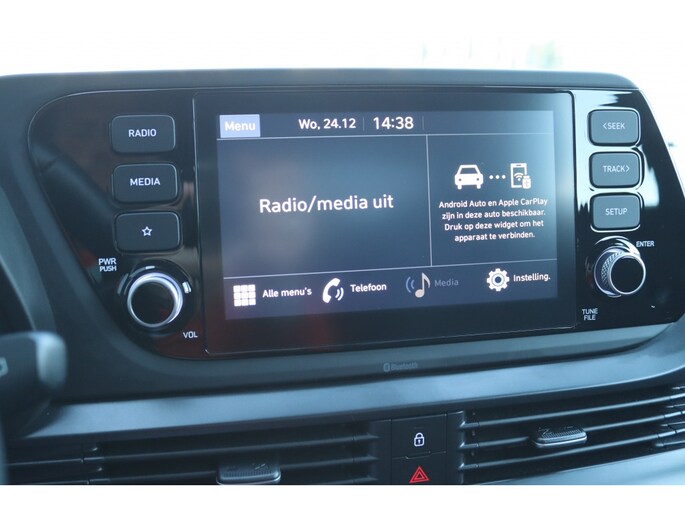 Menu
Wo, 24.12
14:38
RADIO
MEDIA
PWR
PUSH
VOL
Radio/media uit
Android Auto en Apple CarPlay
zijn in deze auto beschikbaar.
Druk op deze widget om het
apparaat te verbinden.
Alle menu's
Telefoon
Media
Instelling.
<SEEK
TRACK>
SETUP
ENTER
TUNE
FILE
Bluetooth